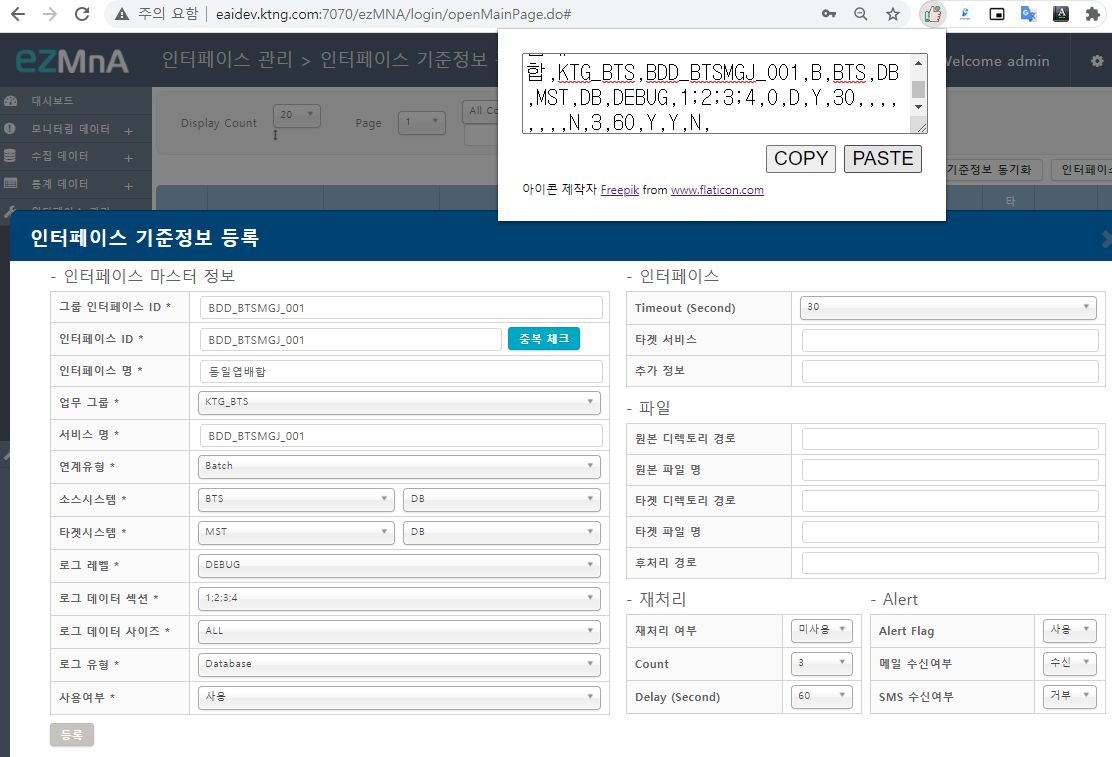 주의 요함 | eaidev.ktng.com:7070/ezMNA/login/openMainPage.do#
ezMnA
인터페이스 관리 > 인터페이스 기준정보
Welcome admin
합,KTG_BTS,BDD_BTSMGJ_001,B,BTS,DB
,MST,DB,DEBUG,1;2;3;4,0,D,Y,30,,,,
,,,,N,3,60,Y,Y,N,
COPY PASTE
아이콘 제작자 Freepik from www.flaticon.com
대시보드
모니터링 데이터 +
수집 데이터 +
통계 데이터 +
Display Count 20 Page 1 All Co
기준정보 동기화 인터페이스
타
인터페이스 기준정보 등록
- 인터페이스 마스터 정보
그룹 인터페이스 ID * BDD_BTSMGJ_001
인터페이스 ID * BDD_BTSMGJ_001 중복 체크
인터페이스 명 * 동일엽배합
업무 그룹 * KTG_BTS
서비스 명 * BDD_BTSMGJ_001
연계유형 * Batch
소스시스템 * BTS DB
타겟시스템 * MST DB
로그 레벨 * DEBUG
로그 데이터 섹션 * 1;2;3;4
로그 데이터 사이즈 * ALL
로그 유형 * Database
사용여부 * 사용
등록
- 인터페이스
Timeout (Second) 30
타겟 서비스
추가 정보
- 파일
원본 디렉토리 경로
원본 파일 명
타겟 디렉토리 경로
타겟 파일 명
후처리 경로
- 재처리
재처리 여부 미사용
Count 3
Delay (Second) 60
- Alert
Alert Flag 사용
메일 수신여부 수신
SMS 수신여부 거부